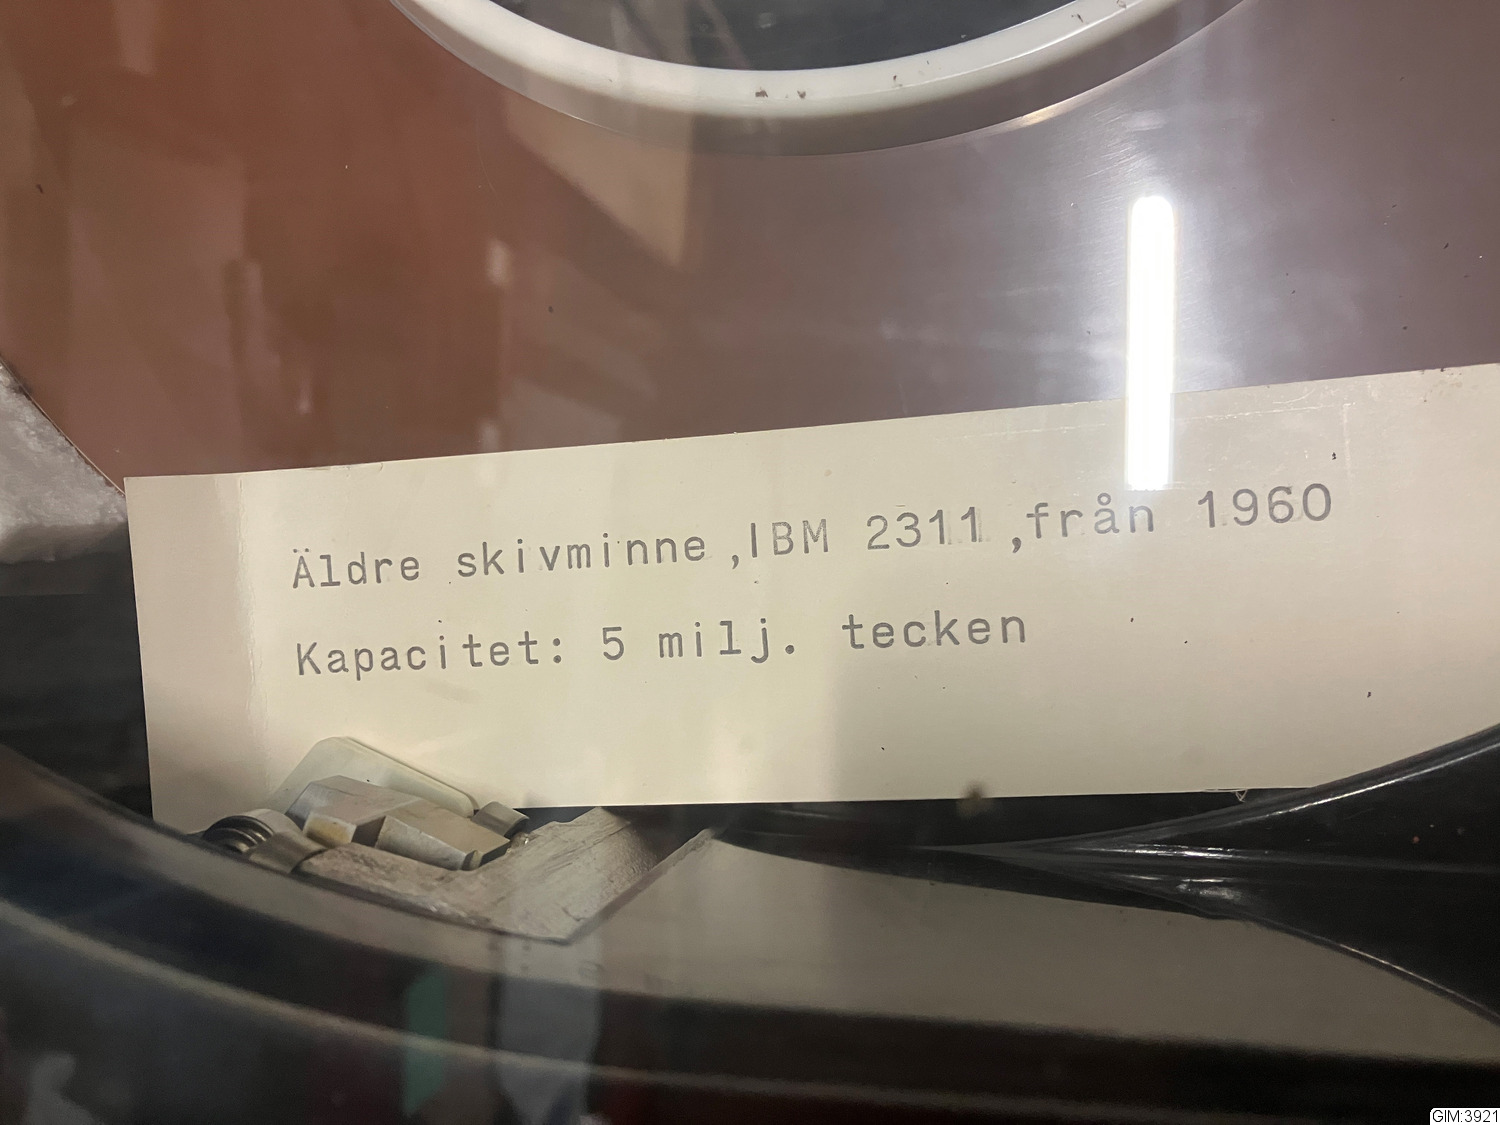 Äldre skivminne ,IBM 2311 ,från 1960
Kapacitet: 5 milj. tecken
GIM:3921